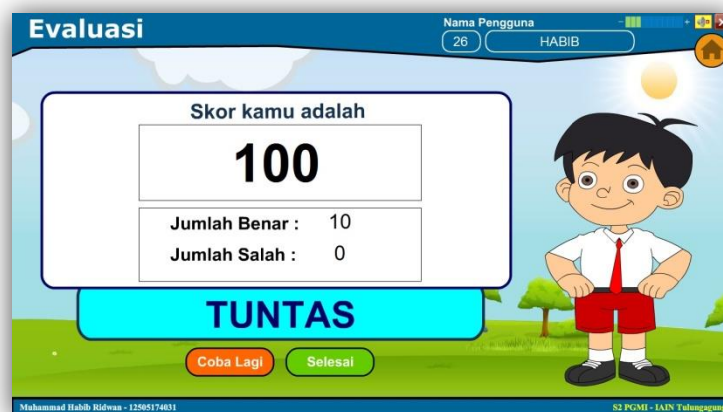 Evaluasi
Nama Pengguna
26 HABIB
Skor kamu adalah
100
Jumlah Benar : 10
Jumlah Salah : 0
TUNTAS
Coba Lagi Selesai
Muhammad Habib Ridwan - 12505174031 S2 PGMI - IAIN Tulungagung